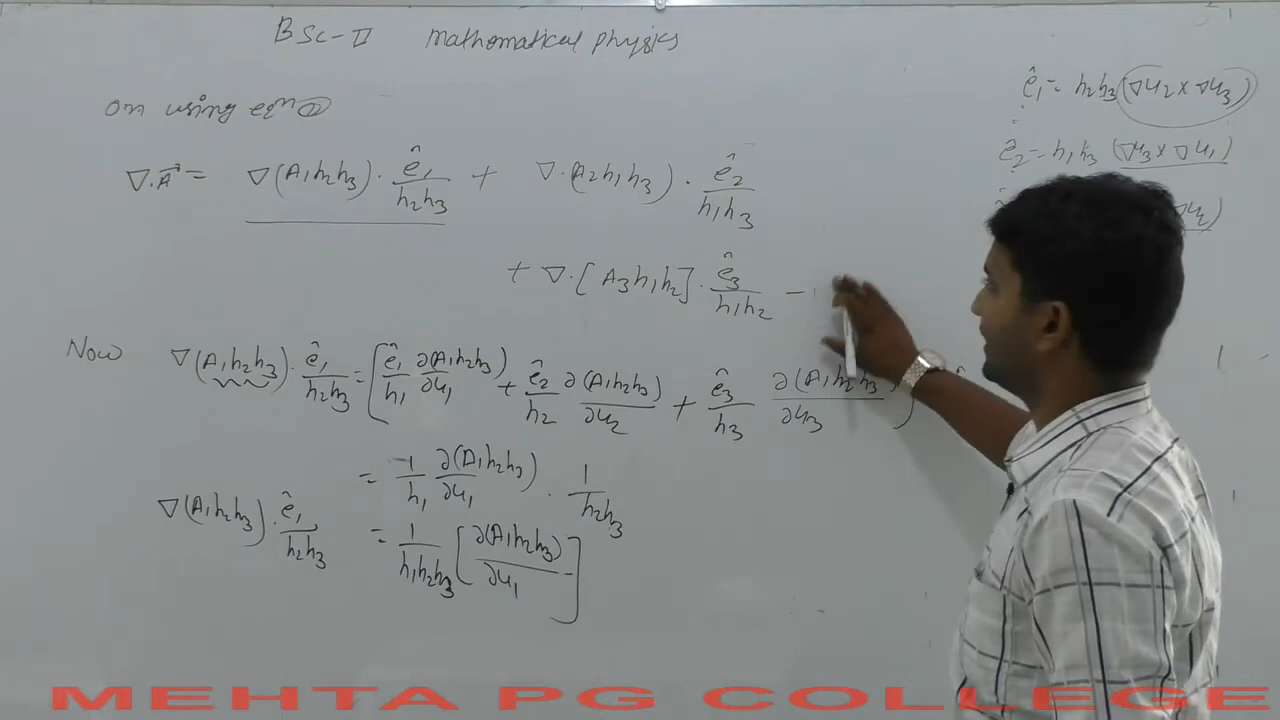 BSc-II mathematical physics
on using eqn
∇.A⃗ = ∇(A₁h₂h₃) · ê₁/h₂h₃ + ∇·(A₂h₁h₃) · ê₂/h₁h₃
+ ∇·[A₃h₁h₂] · ê₃/h₁h₂ –
Now ∇(A₁h₂h₃) · ê₁/h₂h₃ = [ê₁/h₁ ∂(A₁h₂h₃)/∂u₁ + ê₂/h₂ ∂(A₁h₂h₃)/∂u₂ + ê₃/h₃ ∂(A₁h₂h₃)/∂u₃)
= 1/h₁ ∂(A₁h₂h₃)/∂u₁ · 1/h₂h₃
∇(A₁h₂h₃) · ê₁/h₂h₃ = 1/h₁h₂h₃ [∂(A₁h₂h₃)/∂u₁]
ê₁ = h₂h₃ (∇u₂ × ∇u₃)
ê₂ = h₁h₃ (∇u₃ × ∇u₁)
MEHTA PG COLLEGE